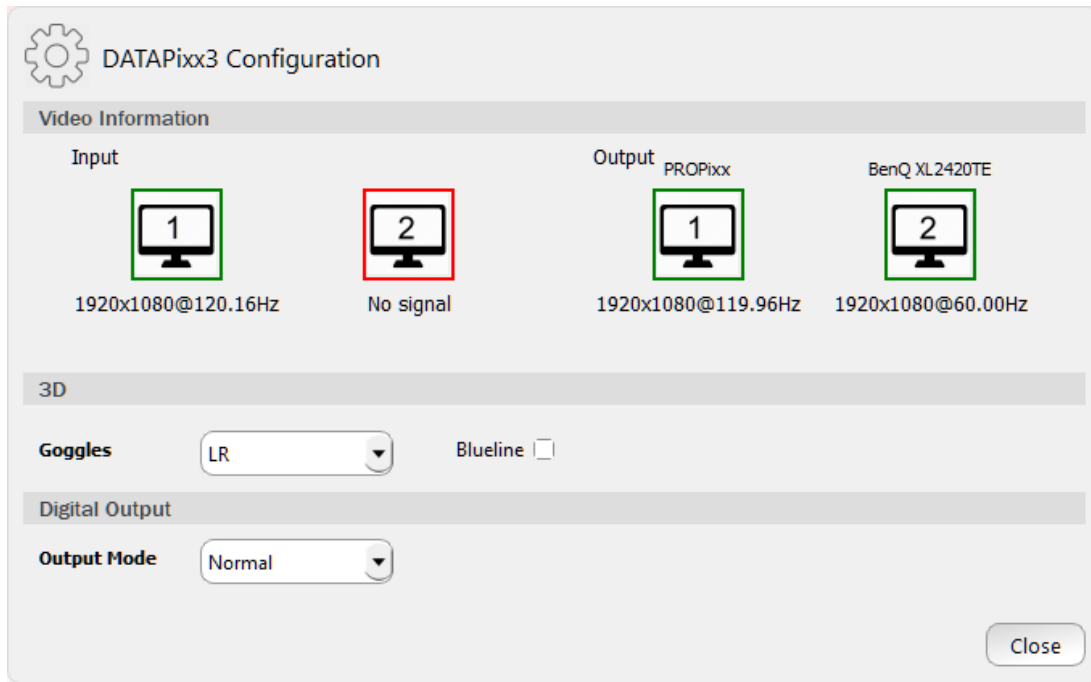 DATAPixx3 Configuration
Video Information
Input
Output
PROPixx
BenQ XL2420TE
1
2
1
2
1920x1080@120.16Hz
No signal
1920x1080@119.96Hz
1920x1080@60.00Hz
3D
Goggles
LR
Blueline
Digital Output
Output Mode
Normal
Close